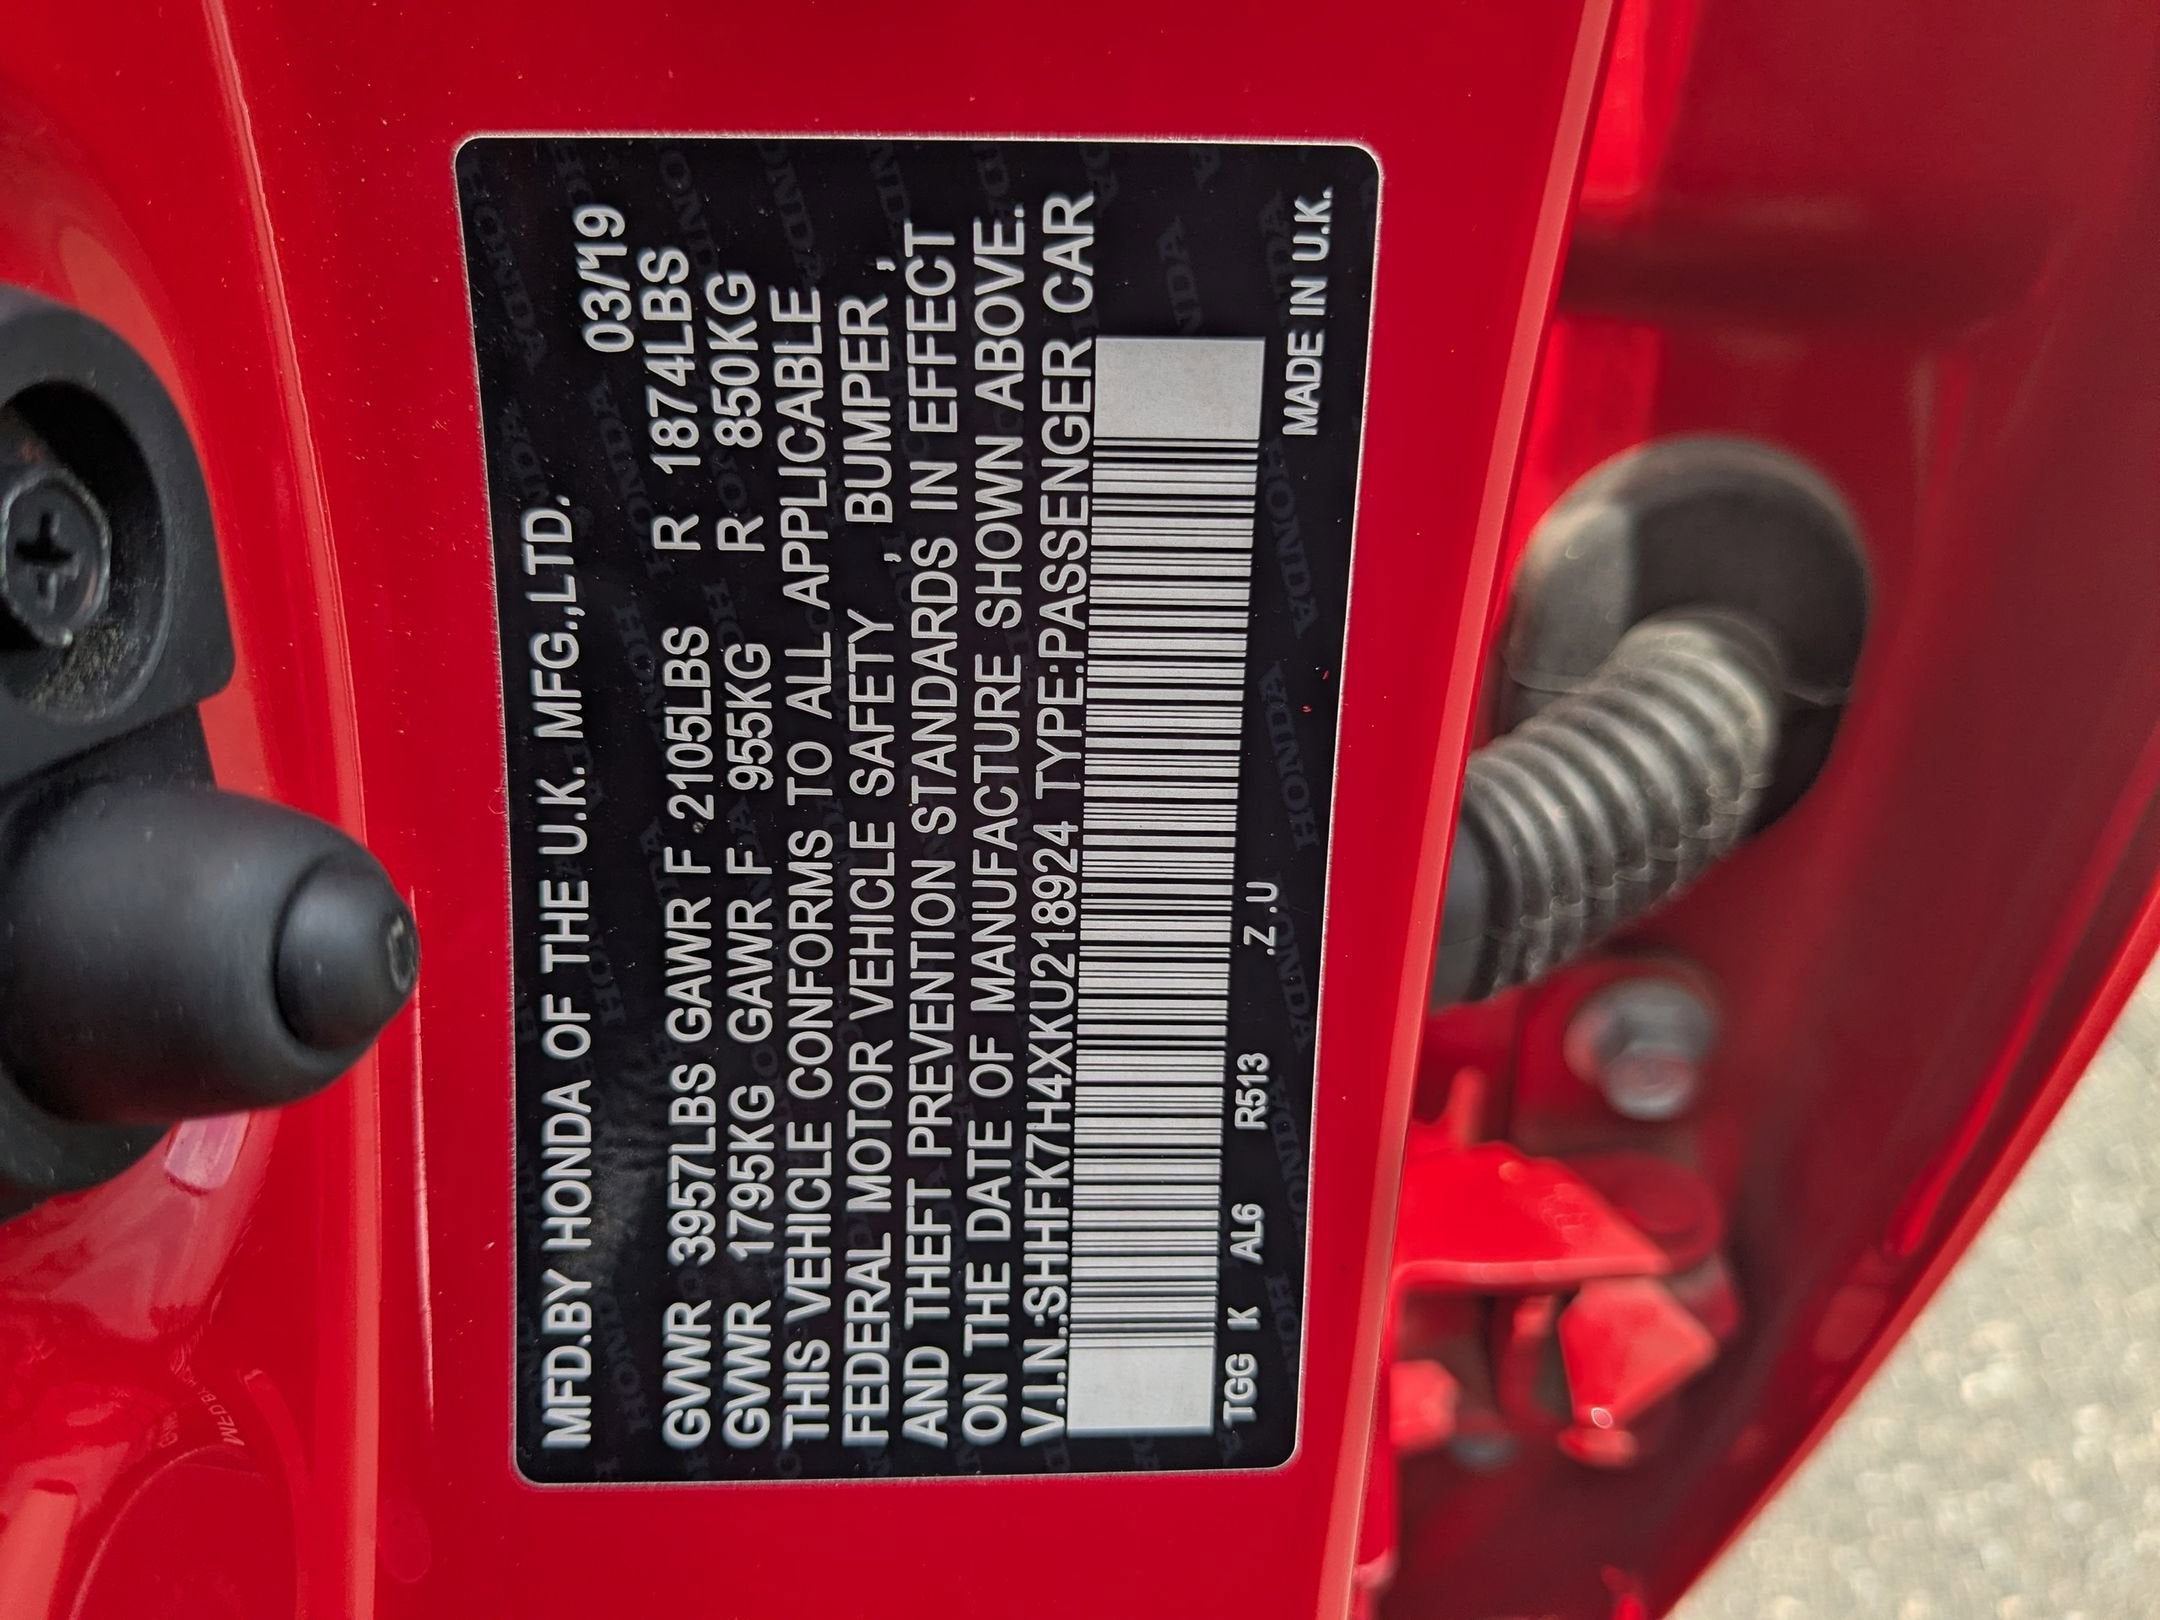 MFD.BY HONDA OF THE U.K. MFG.,LTD. 03/19
GVWR 3957LBS GAWR F 2105LBS R 1874LBS
GVWR 1795KG GAWR F 955KG R 850KG
THIS VEHICLE CONFORMS TO ALL APPLICABLE
FEDERAL MOTOR VEHICLE SAFETY , BUMPER ,
AND THEFT PREVENTION STANDARDS IN EFFECT
ON THE DATE OF MANUFACTURE SHOWN ABOVE.
V.I.N.:SHHFK7H4XKU218924 TYPE:PASSENGER CAR
TGG K AL6 R513 .Z .U
MADE IN U.K.